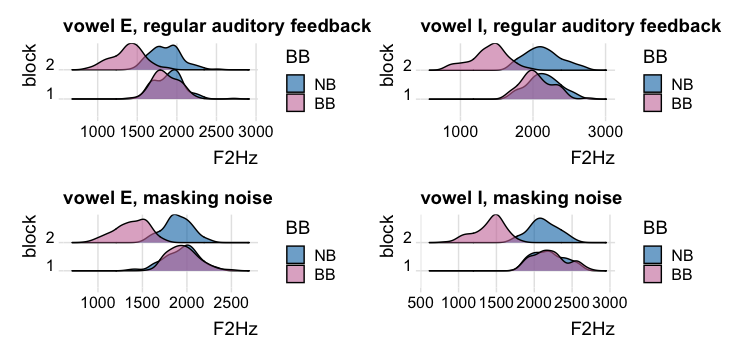 vowel E, regular auditory feedback
block
2
1
1000 1500 2000 2500 3000
F2Hz
BB
NB
BB
vowel I, regular auditory feedback
block
2
1
1000 2000 3000
F2Hz
BB
NB
BB
vowel E, masking noise
block
2
1
1000 1500 2000 2500
F2Hz
BB
NB
BB
vowel I, masking noise
block
2
1
500 1000 1500 2000 2500 3000
F2Hz
BB
NB
BB